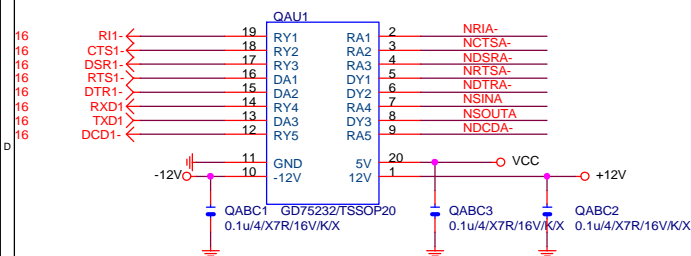 QAU1
16 RI1- 19 RY1 RA1 2 NRIA-
16 CTS1- 18 RY2 RA2 3 NCTSA-
16 DSR1- 17 RY3 RA3 4 NDSRA-
16 RTS1- 16 DA1 DY1 5 NRTSA-
16 DTR1- 15 DA2 DY2 6 NDTRA-
16 RXD1 14 RY4 RA4 7 NSINA
16 TXD1 13 DA3 DY3 8 NSOUTA
16 DCD1- 12 RY5 RA5 9 NDCDA-
D
11 GND 5V 20 VCC
-12V 10 -12V 12V 1 +12V
QABC1 GD75232/TSSOP20 QABC3 QABC2
0.1u/4/X7R/16V/K/X 0.1u/4/X7R/16V/K/X 0.1u/4/X7R/16V/K/X